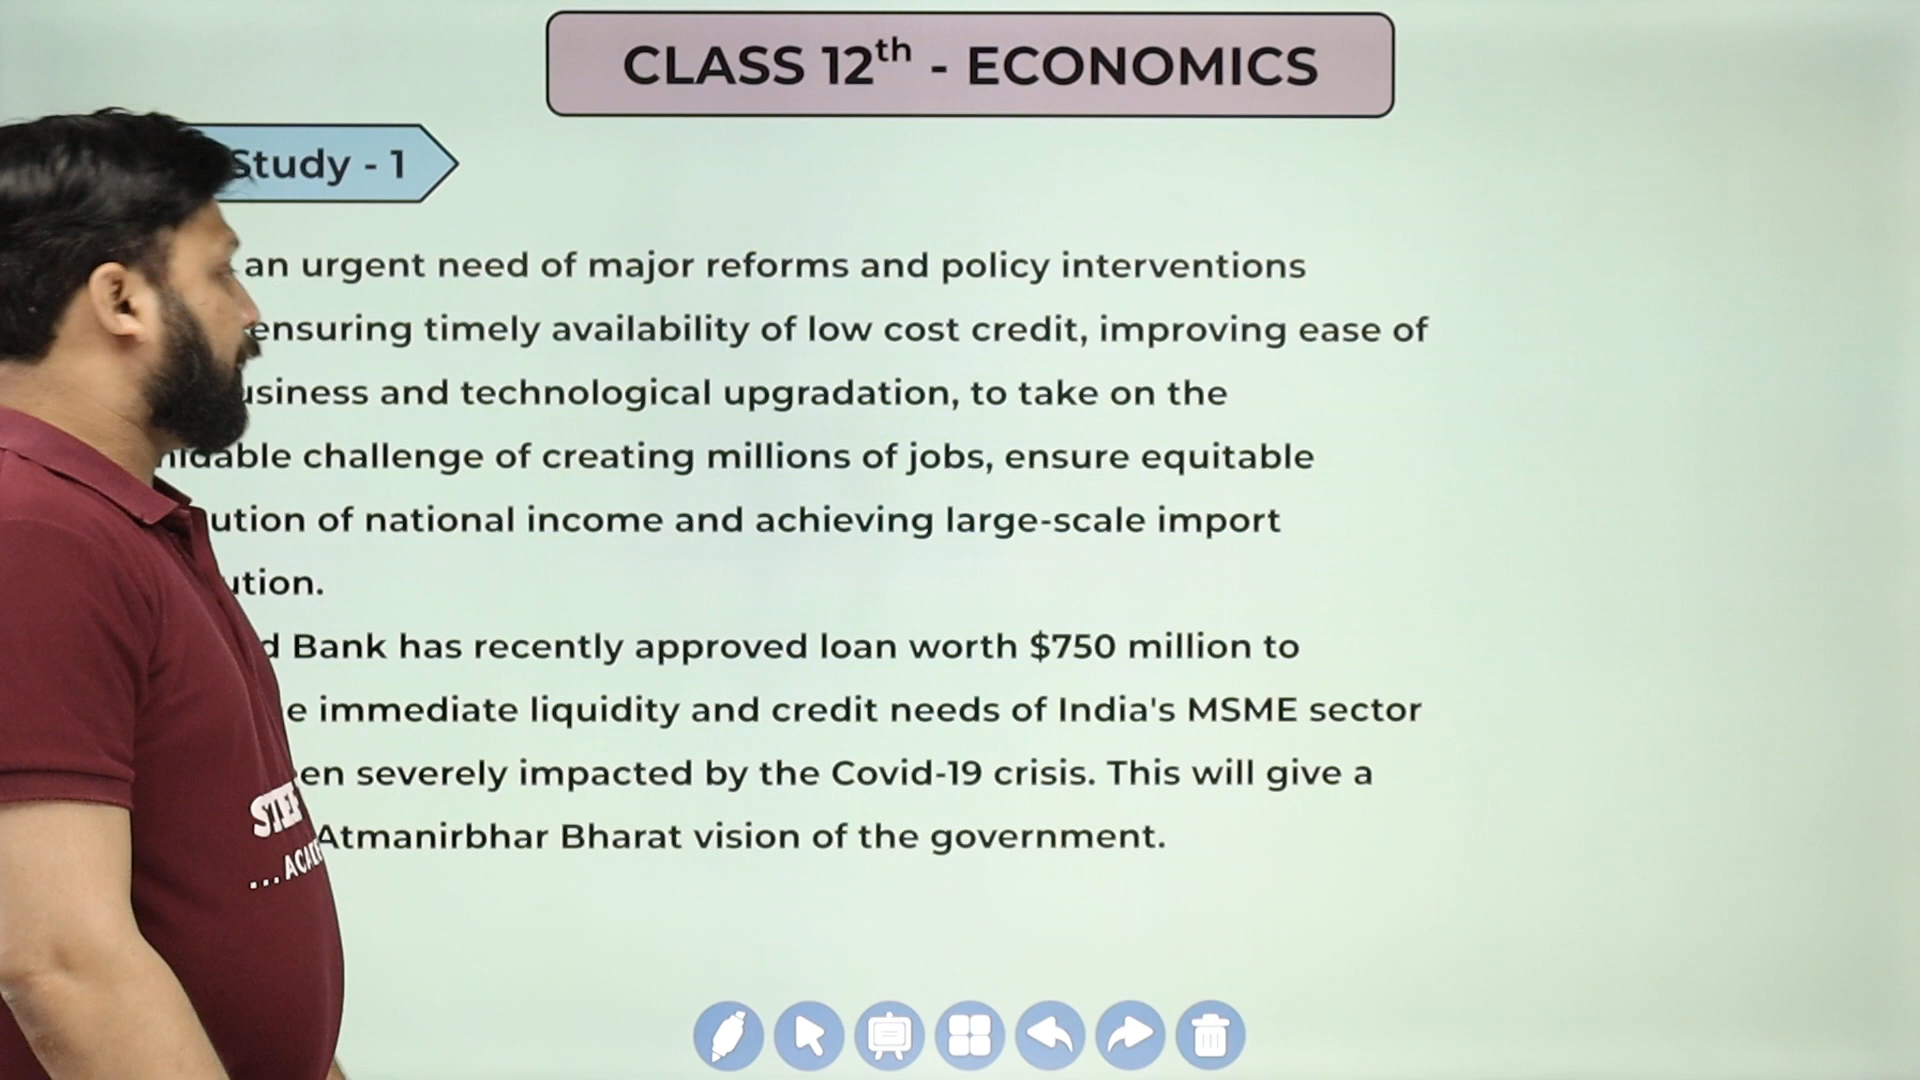 CLASS 12th - ECONOMICS
Study - 1
an urgent need of major reforms and policy interventions
ensuring timely availability of low cost credit, improving ease of
usiness and technological upgradation, to take on the
able challenge of creating millions of jobs, ensure equitable
ution of national income and achieving large-scale import
ution.
d Bank has recently approved loan worth $750 million to
e immediate liquidity and credit needs of India's MSME sector
en severely impacted by the Covid-19 crisis. This will give a
Atmanirbhar Bharat vision of the government.
STEP
...ACA